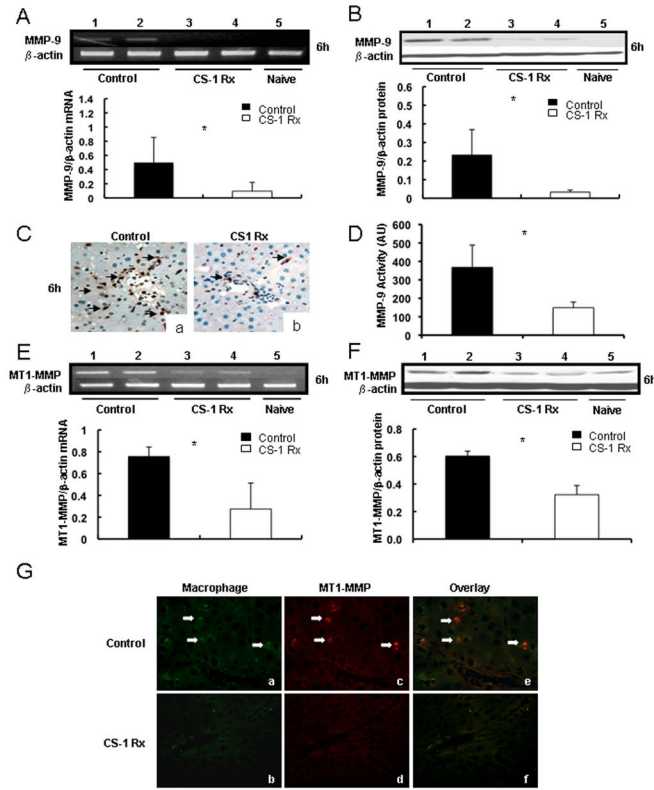 A
1 2 3 4 5
MMP-9
β-actin
6h
Control CS-1 Rx Naive
MMP-9/β-actin mRNA
1.4
1.2
1
0.8
0.6
0.4
0.2
*
Control
CS-1 Rx
B
1 2 3 4 5
MMP-9
β-actin
6h
Control CS-1 Rx Naive
MMP-9/β-actin protein
0.6
0.5
0.4
0.3
0.2
0.1
0
*
Control
CS-1 Rx
C
Control CS1 Rx
6h
a b
D
MMP-9 Activity (AU)
600
500
400
300
200
100
0
*
E
1 2 3 4 5
MT1-MMP
β-actin
6h
Control CS-1 Rx Naive
MT1-MMP/β-actin mRNA
1
0.8
0.6
0.4
0.2
0
*
Control
CS-1 Rx
F
1 2 3 4 5
MT1-MMP
β-actin
6h
Control CS-1 Rx Naive
MT1-MMP/β-actin protein
0.8
0.6
0.4
0.2
0.0
*
Control
CS-1 Rx
G
Macrophage MT1-MMP Overlay
Control
a c e
CS-1 Rx
b d f